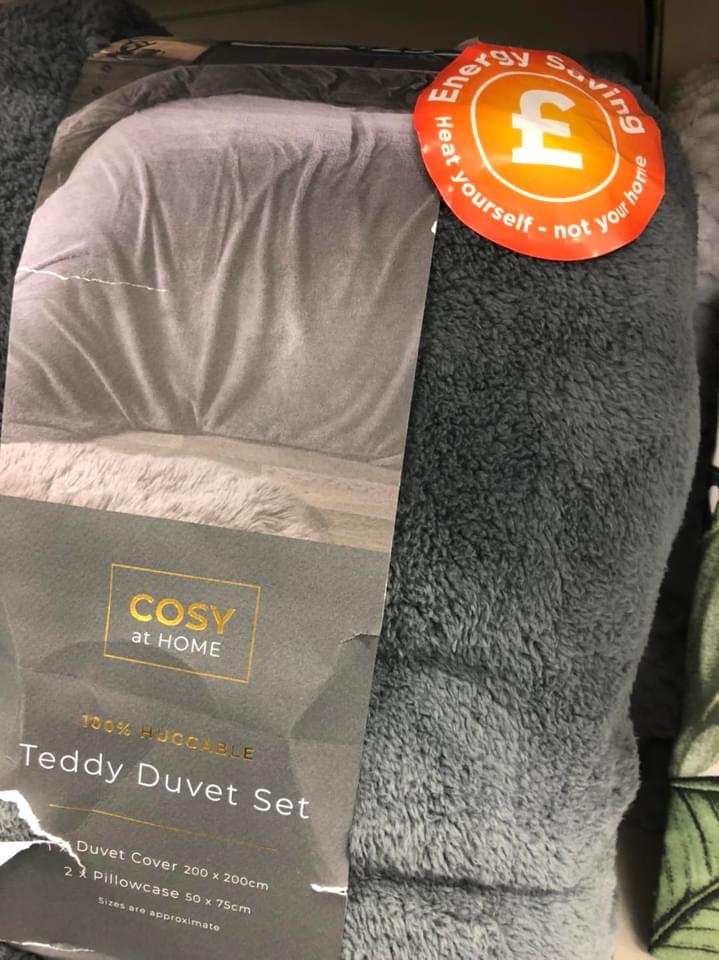 Energy Saving
£
Heat yourself - not your home
COSY
at HOME
100% HUGGABLE
Teddy Duvet Set
1 x Duvet Cover 200 x 200cm
2 x Pillowcase 50 x 75cm
Sizes are approximate